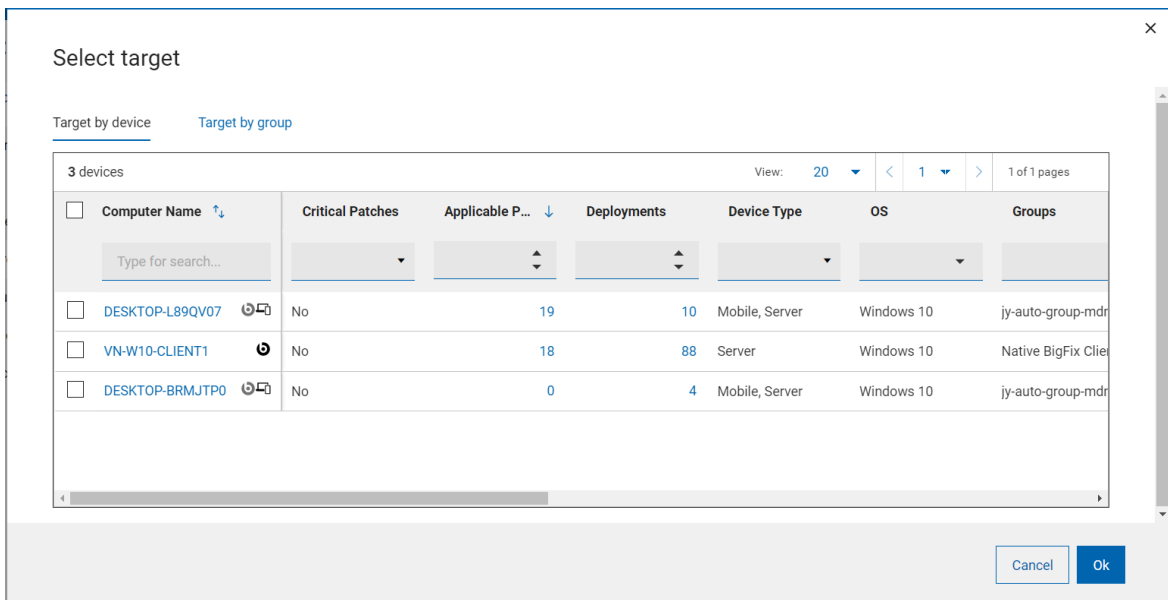 Select target
Target by device Target by group
3 devices View: 20 1 1 of 1 pages
Computer Name Critical Patches Applicable P... Deployments Device Type OS Groups
Type for search...
DESKTOP-L89QV07 No 19 10 Mobile, Server Windows 10 jy-auto-group-mdm
VN-W10-CLIENT1 No 18 88 Server Windows 10 Native BigFix Clie
DESKTOP-BRMJTP0 No 0 4 Mobile, Server Windows 10 jy-auto-group-mdm
Cancel Ok